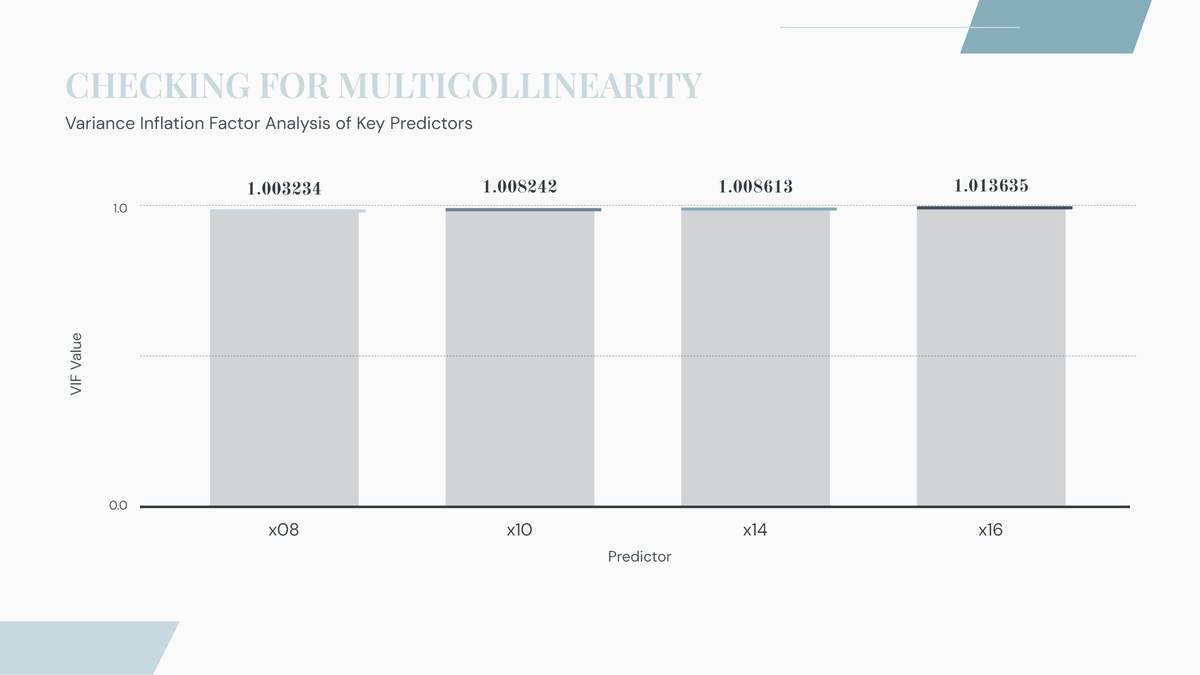 CHECKING FOR MULTICOLLINEARITY
Variance Inflation Factor Analysis of Key Predictors
1.003234 1.008242 1.008613 1.013635
1.0
VIF Value
0.0
x08 x10 x14 x16
Predictor